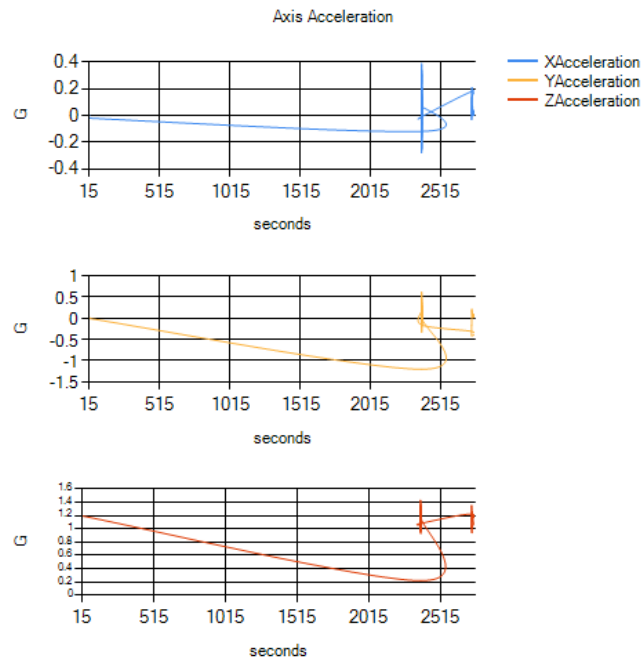 Axis Acceleration
XAcceleration
YAcceleration
ZAcceleration
G
0.4
0.2
0
-0.2
-0.4
15 515 1015 1515 2015 2515
seconds
G
1
0.5
0
-0.5
-1
-1.5
15 515 1015 1515 2015 2515
seconds
G
1.6
1.4
1.2
1
0.8
0.6
0.4
0.2
0
15 515 1015 1515 2015 2515
seconds